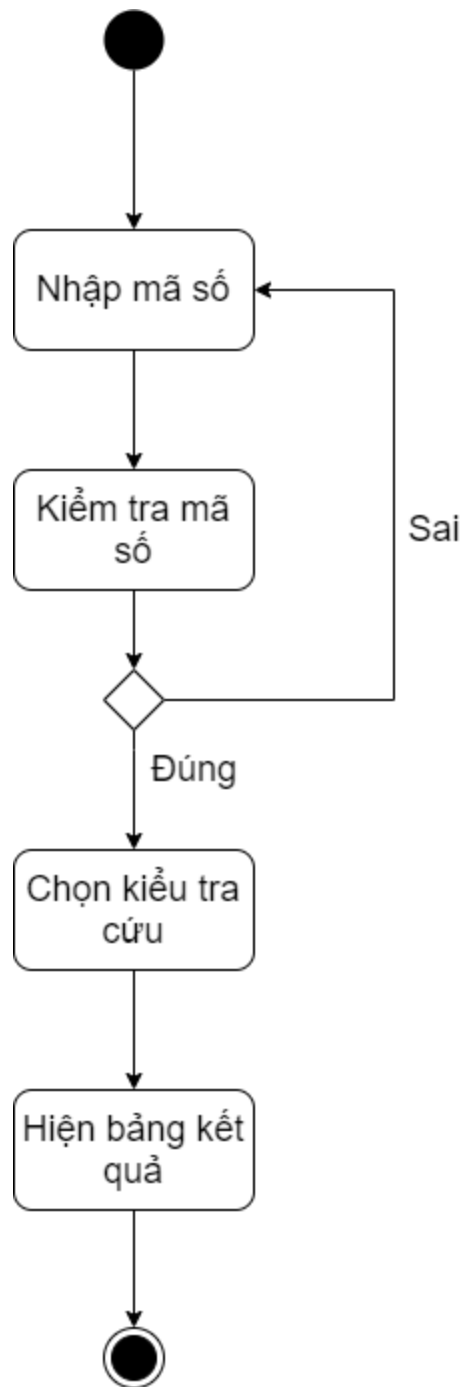 Nhập mã số
Kiểm tra mã
số
Sai
Đúng
Chọn kiểu tra
cứu
Hiện bảng kết
quả